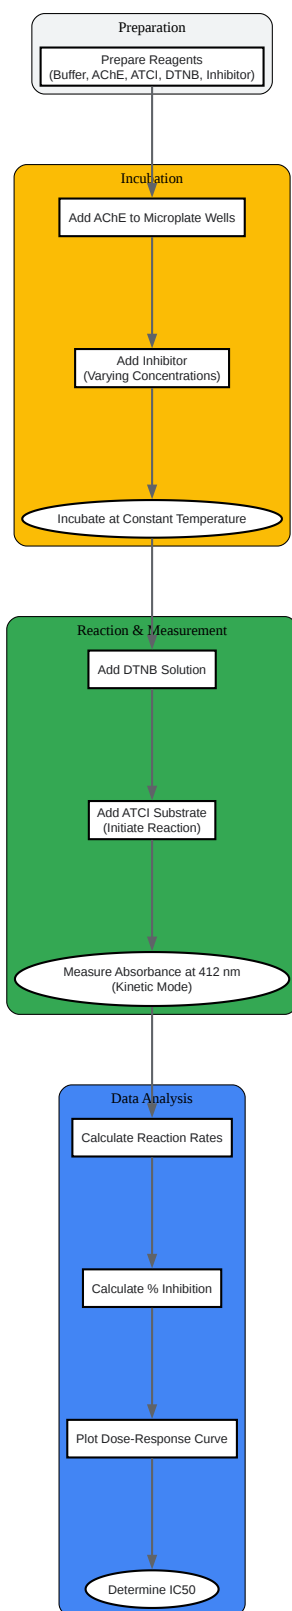 Preparation
Prepare Reagents
(Buffer, AChE, ATCI, DTNB, Inhibitor)
Incubation
Add AChE to Microplate Wells
Add Inhibitor
(Varying Concentrations)
Incubate at Constant Temperature
Reaction & Measurement
Add DTNB Solution
Add ATCI Substrate
(Initiate Reaction)
Measure Absorbance at 412 nm
(Kinetic Mode)
Data Analysis
Calculate Reaction Rates
Calculate % Inhibition
Plot Dose-Response Curve
Determine IC50